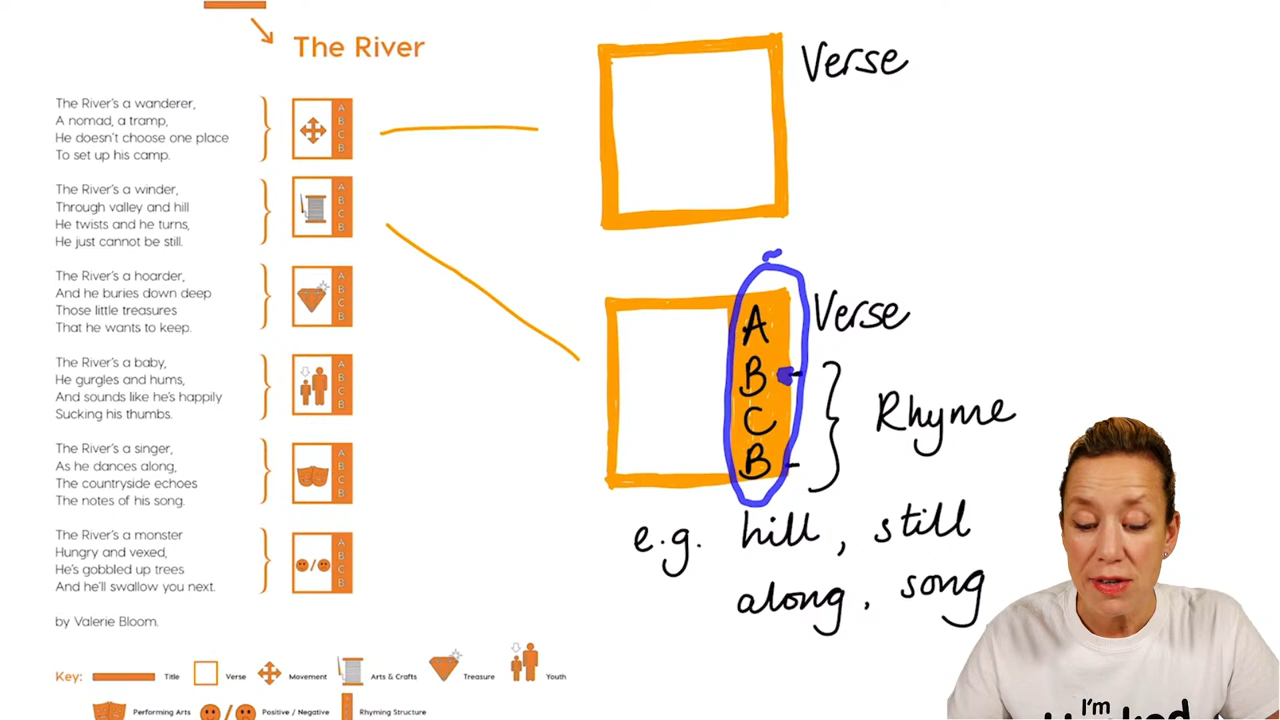 The River
The River's a wanderer,
A nomad, a tramp,
He doesn't choose one place
To set up his camp.
A
B
C
B
The River's a winder,
Through valley and hill
He twists and he turns,
He just cannot be still.
A
B
C
B
The River's a hoarder,
And he buries down deep
Those little treasures
That he wants to keep.
A
B
C
B
The River's a baby,
He gurgles and hums,
And sounds like he's happily
Sucking his thumbs.
A
B
C
B
The River's a singer,
As he dances along,
The countryside echoes
The notes of his song.
A
B
C
B
The River's a monster
Hungry and vexed,
He's gobbled up trees
And he'll swallow you next.
A
B
C
B
by Valerie Bloom.
Key: Title Verse Movement Arts & Crafts Treasure Youth
Performing Arts Positive / Negative Rhyming Structure
Verse
Verse
A
B
C
B
Rhyme
e.g. hill, still
along, song
I'm